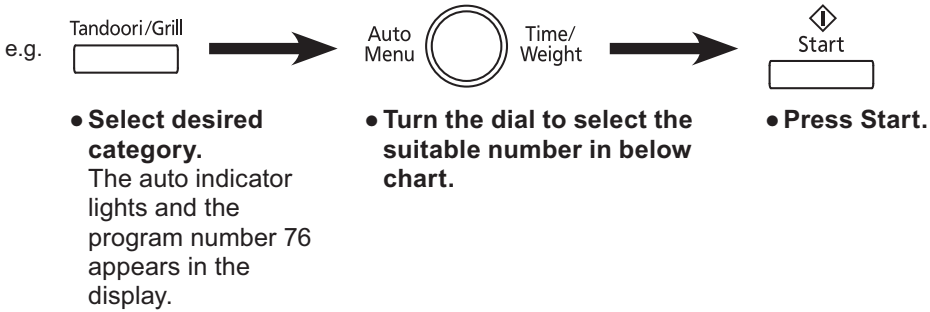 e.g.
Tandoori/Grill
Auto
Menu
Time/
Weight
Start
● Select desired
category.
The auto indicator
lights and the
program number 76
appears in the
display.
● Turn the dial to select the
suitable number in below
chart.
● Press Start.